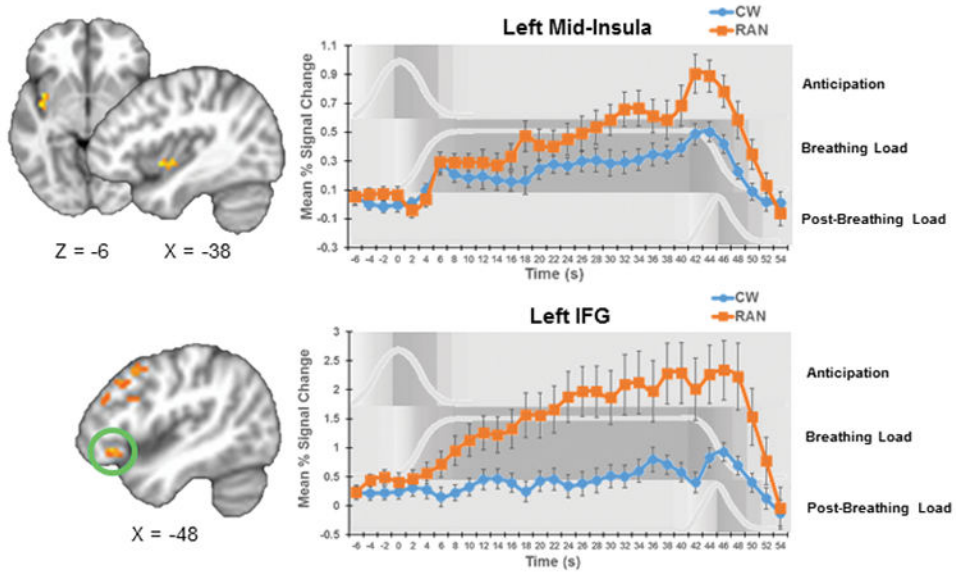 Left Mid-Insula
CW
RAN
Mean % Signal Change
1.1
0.9
0.7
0.5
0.3
0.1
-0.1
-0.3
-6 -4 -2 0 2 4 6 8 10 12 14 16 18 20 22 24 26 28 30 32 34 36 38 40 42 44 46 48 50 52 54
Time (s)
Anticipation
Breathing Load
Post-Breathing Load
Z = -6
X = -38
Left IFG
CW
RAN
Mean % Signal Change
3
2.5
2
1.5
1
0.5
0
-0.5
-6 -4 -2 0 2 4 6 8 10 12 14 16 18 20 22 24 26 28 30 32 34 36 38 40 42 44 46 48 50 52 54
Time (s)
Anticipation
Breathing Load
Post-Breathing Load
X = -48